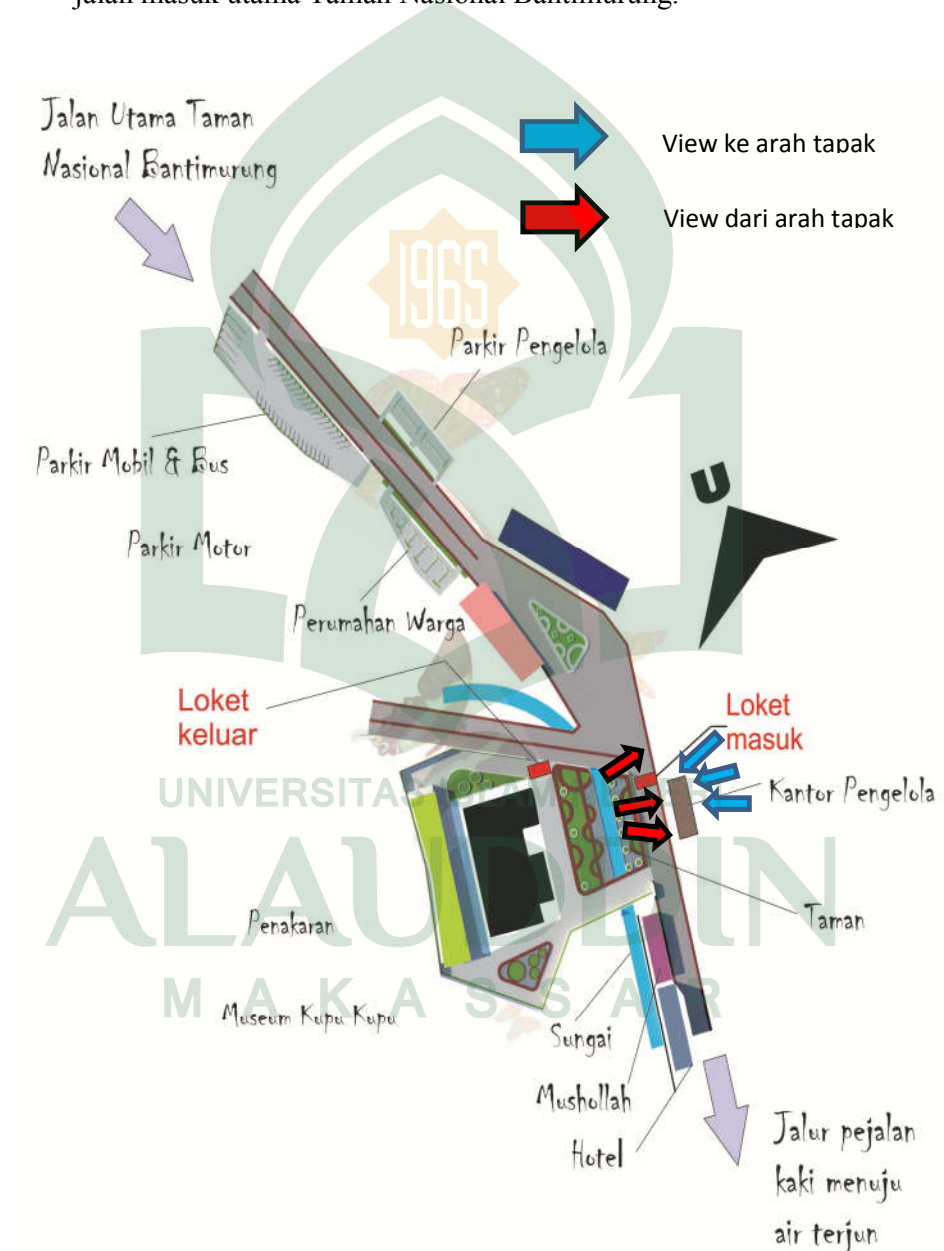 jalan masuk utama Taman Nasional Bantimurung.
Jalan Utama Taman
Nasional Bantimurung
View ke arah tapak
View dari arah tapak
1965
Parkir Pengelola
Parkir Mobil & Bus
U
Parkir Motor
Perumahan Warga
Loket
keluar
Loket
masuk
UNIVERSITAS ISLAM NEGERI
Kantor Pengelola
ALAUDDIN
Penakaran
Taman
MAKASSAR
Museum Kupu Kupu
Sungai
Mushollah
Hotel
Jalur pejalan
kaki menuju
air terjun